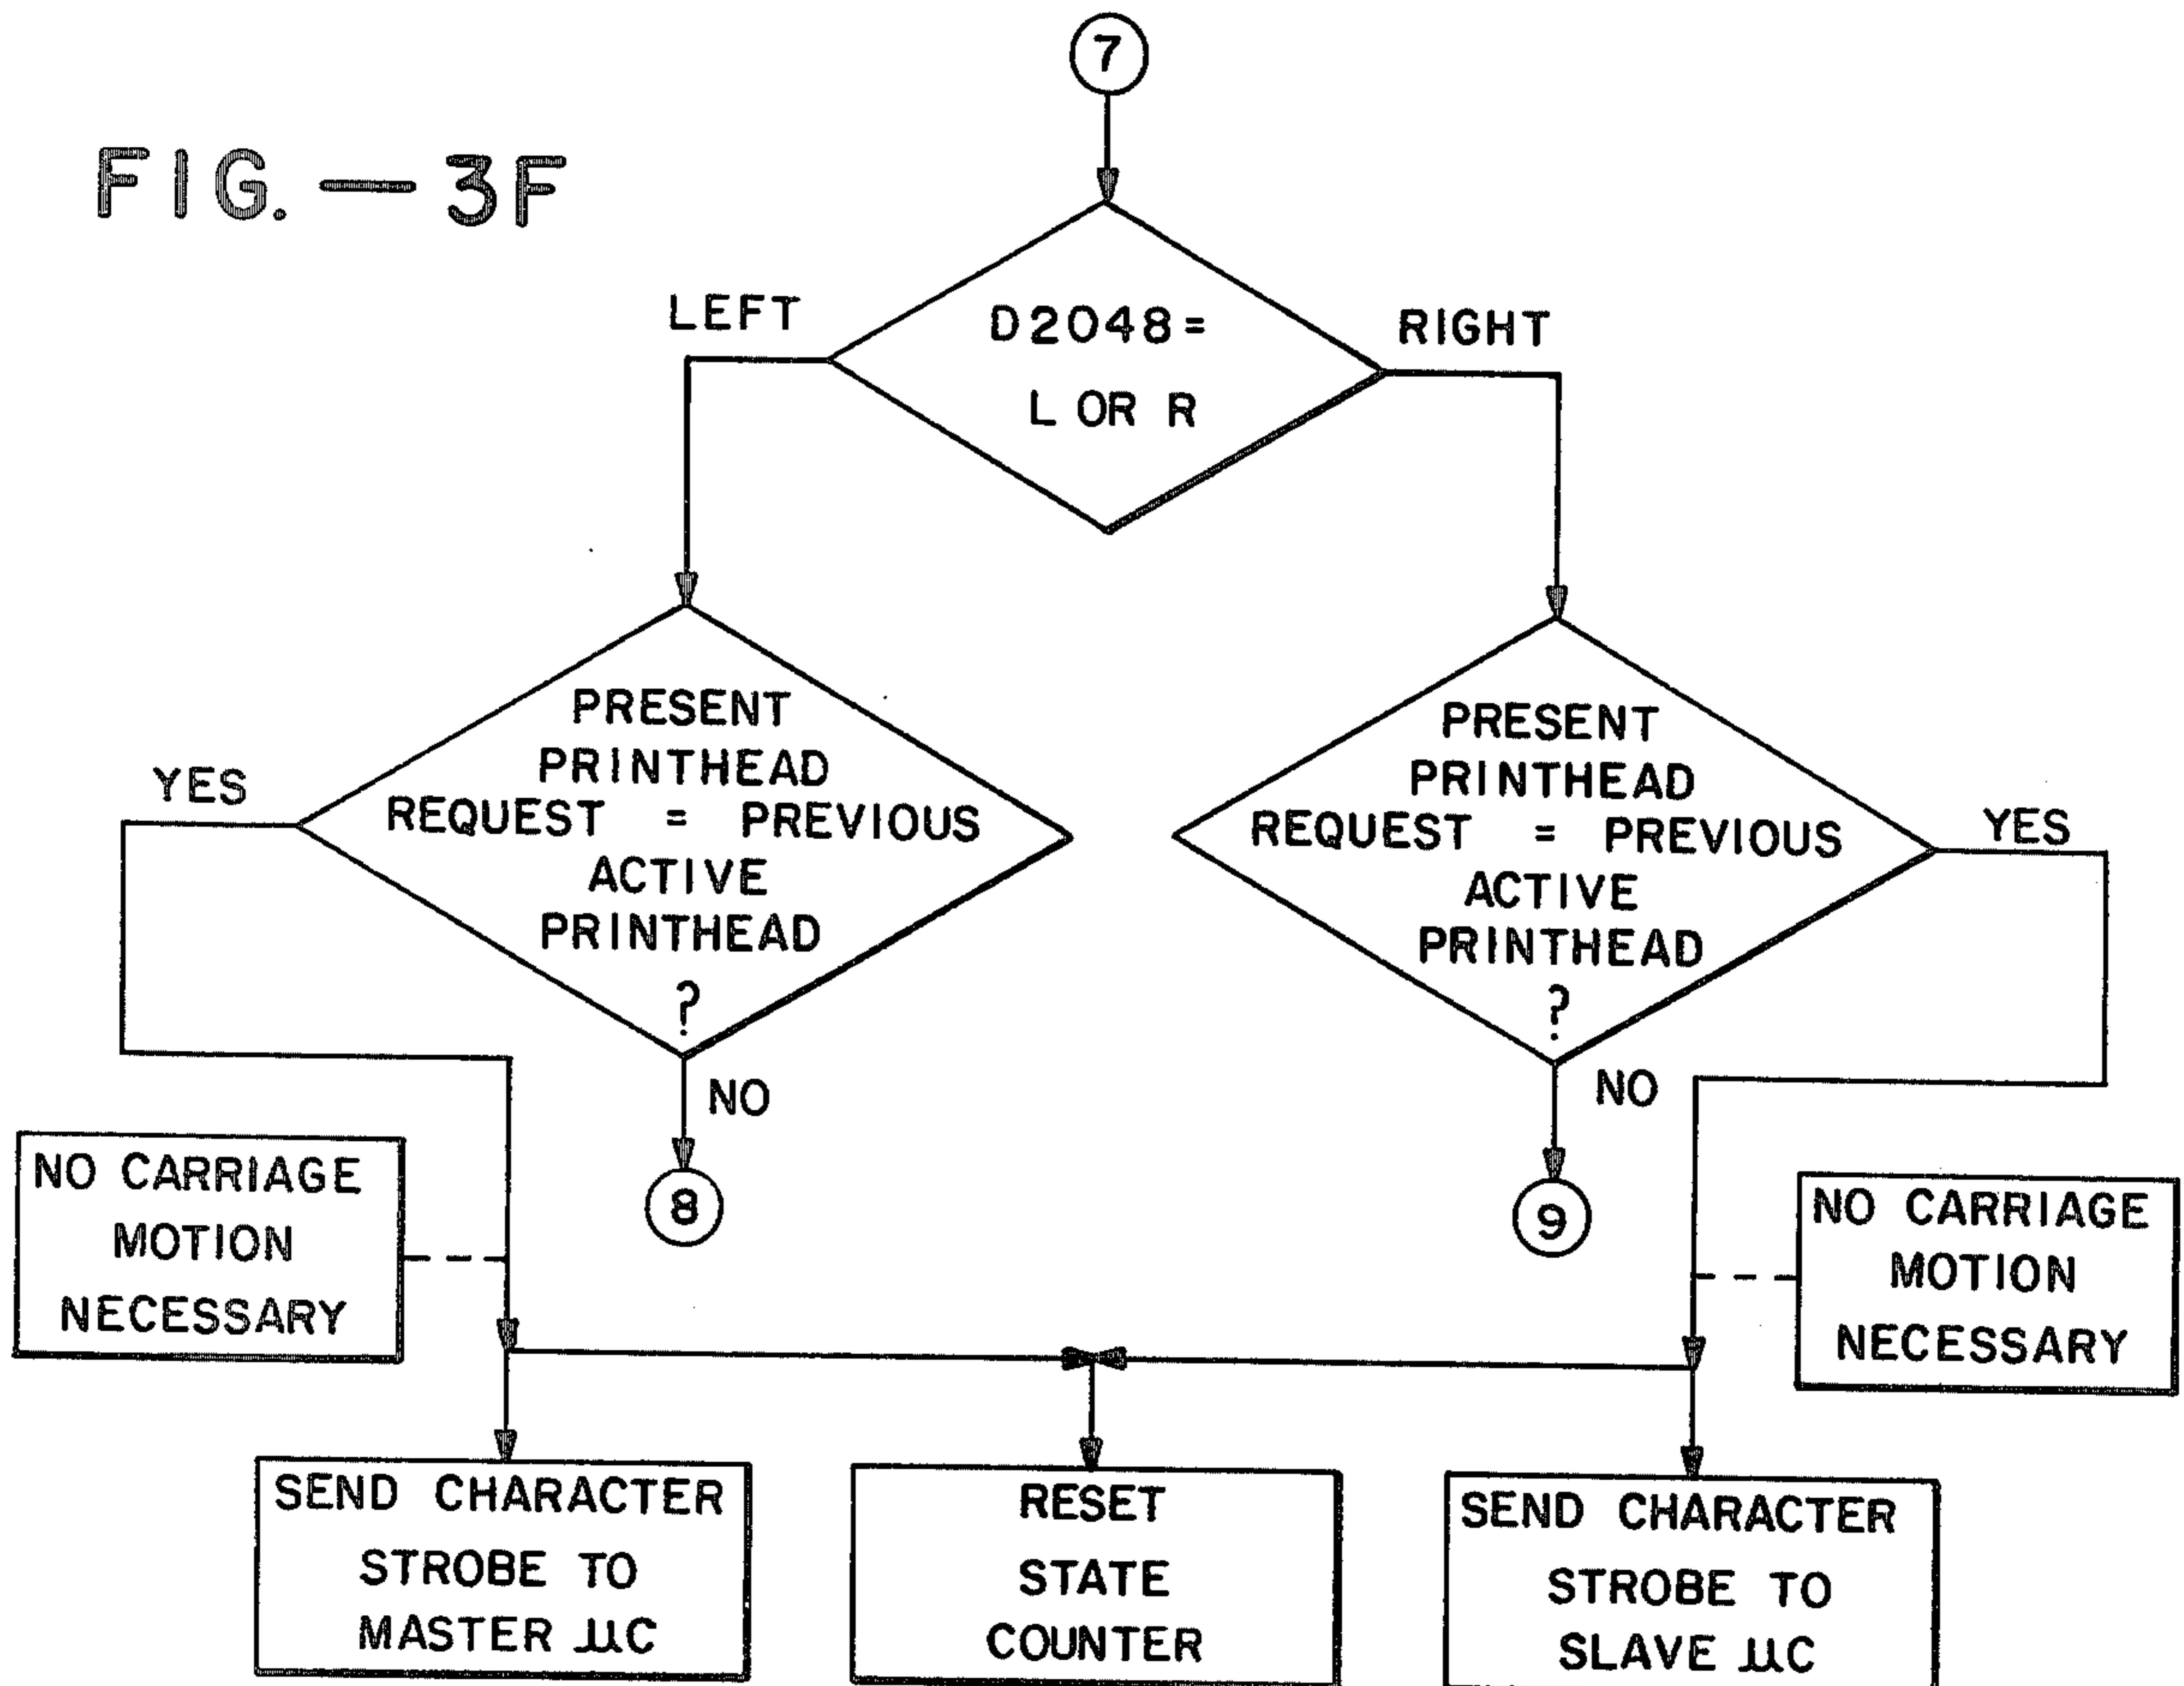 7
FIG.—3F
LEFT
D2048=
L OR R
RIGHT
PRESENT
PRINTHEAD
REQUEST = PREVIOUS
ACTIVE
PRINTHEAD
?
YES
NO
8
PRESENT
PRINTHEAD
REQUEST = PREVIOUS
ACTIVE
PRINTHEAD
?
YES
NO
9
NO CARRIAGE
MOTION
NECESSARY
NO CARRIAGE
MOTION
NECESSARY
SEND CHARACTER
STROBE TO
MASTER μC
RESET
STATE
COUNTER
SEND CHARACTER
STROBE TO
SLAVE μC